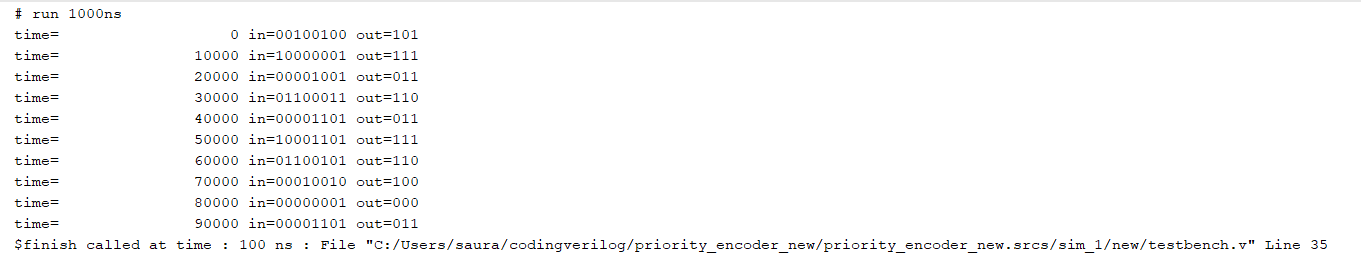 # run 1000ns
time=                   0 in=00100100 out=101
time=               10000 in=10000001 out=111
time=               20000 in=00001001 out=011
time=               30000 in=01100011 out=110
time=               40000 in=00001101 out=011
time=               50000 in=10001101 out=111
time=               60000 in=01100101 out=110
time=               70000 in=00010010 out=100
time=               80000 in=00000001 out=000
time=               90000 in=00001101 out=011
$finish called at time : 100 ns : File "C:/Users/saura/codingverilog/priority_encoder_new/priority_encoder_new.srcs/sim_1/new/testbench.v" Line 35